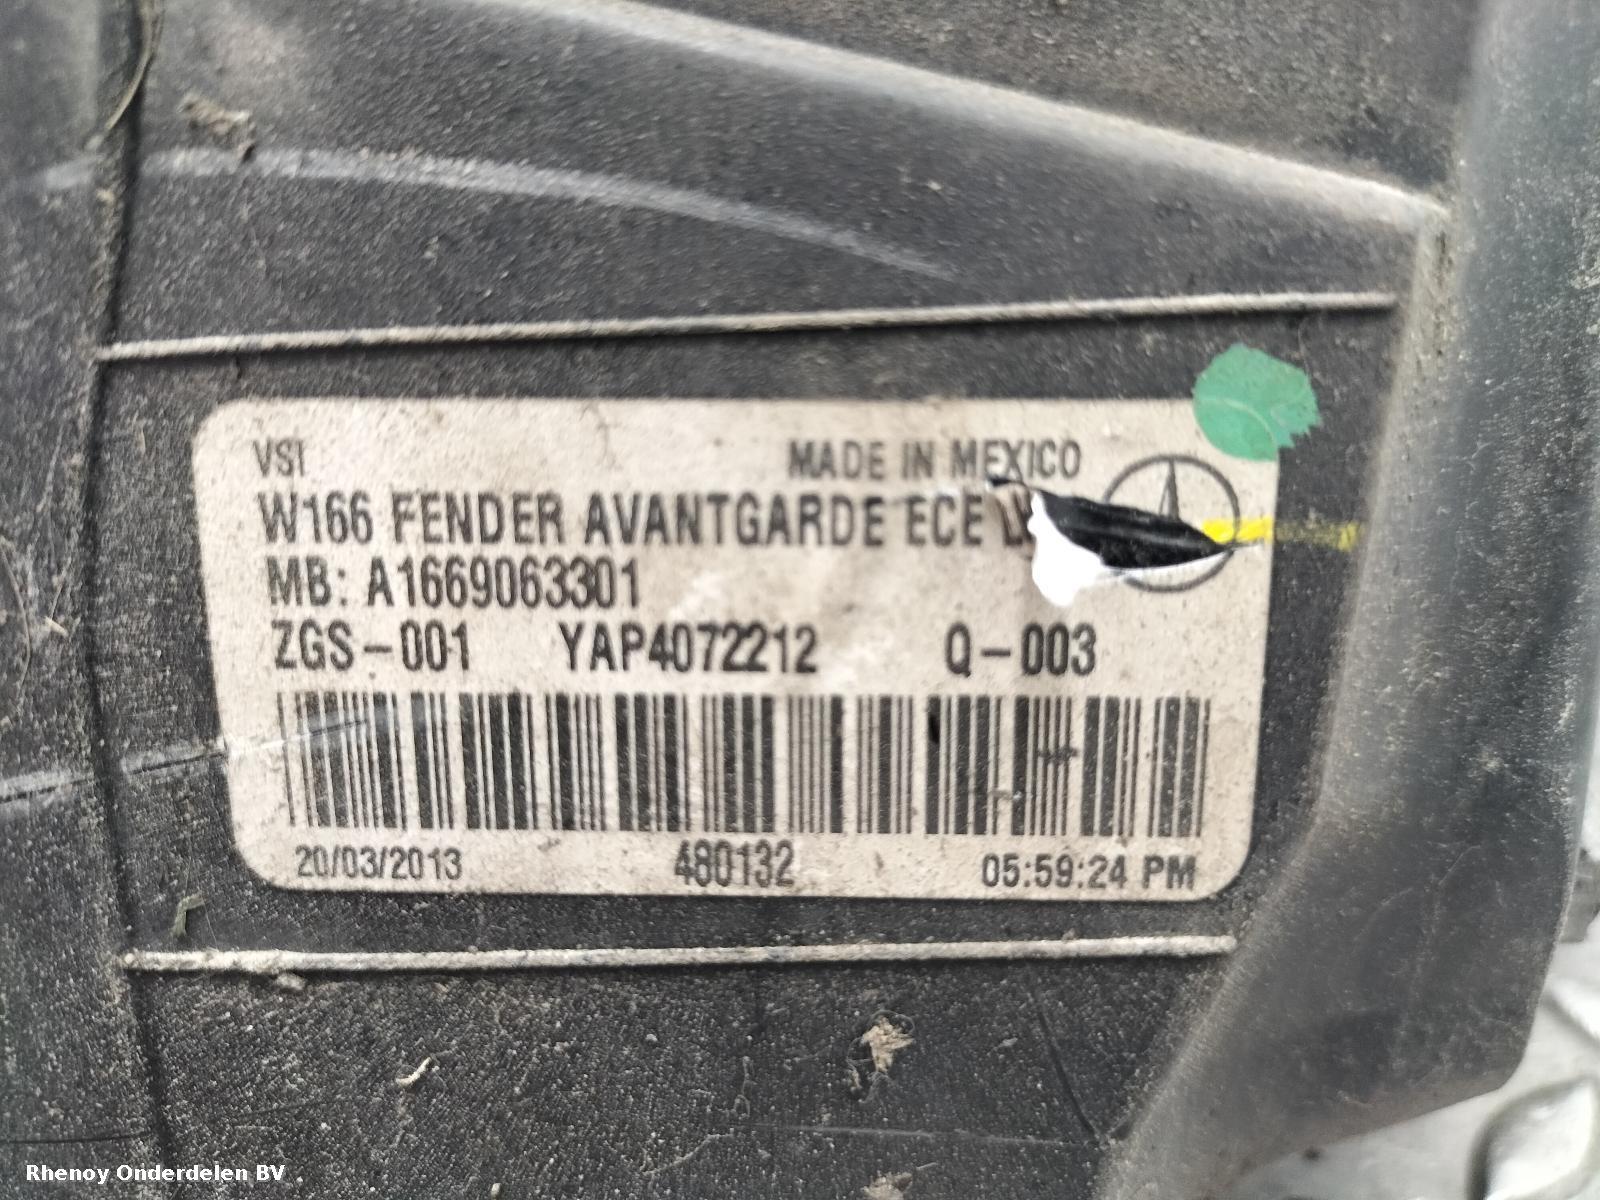 VSI MADE IN MEXICO
W166 FENDER AVANTGARDE ECE
MB: A1669063301
ZGS-001 YAP4072212 Q-003
20/03/2013 480132 05:59:24 PM
Rhenoy Onderdelen BV